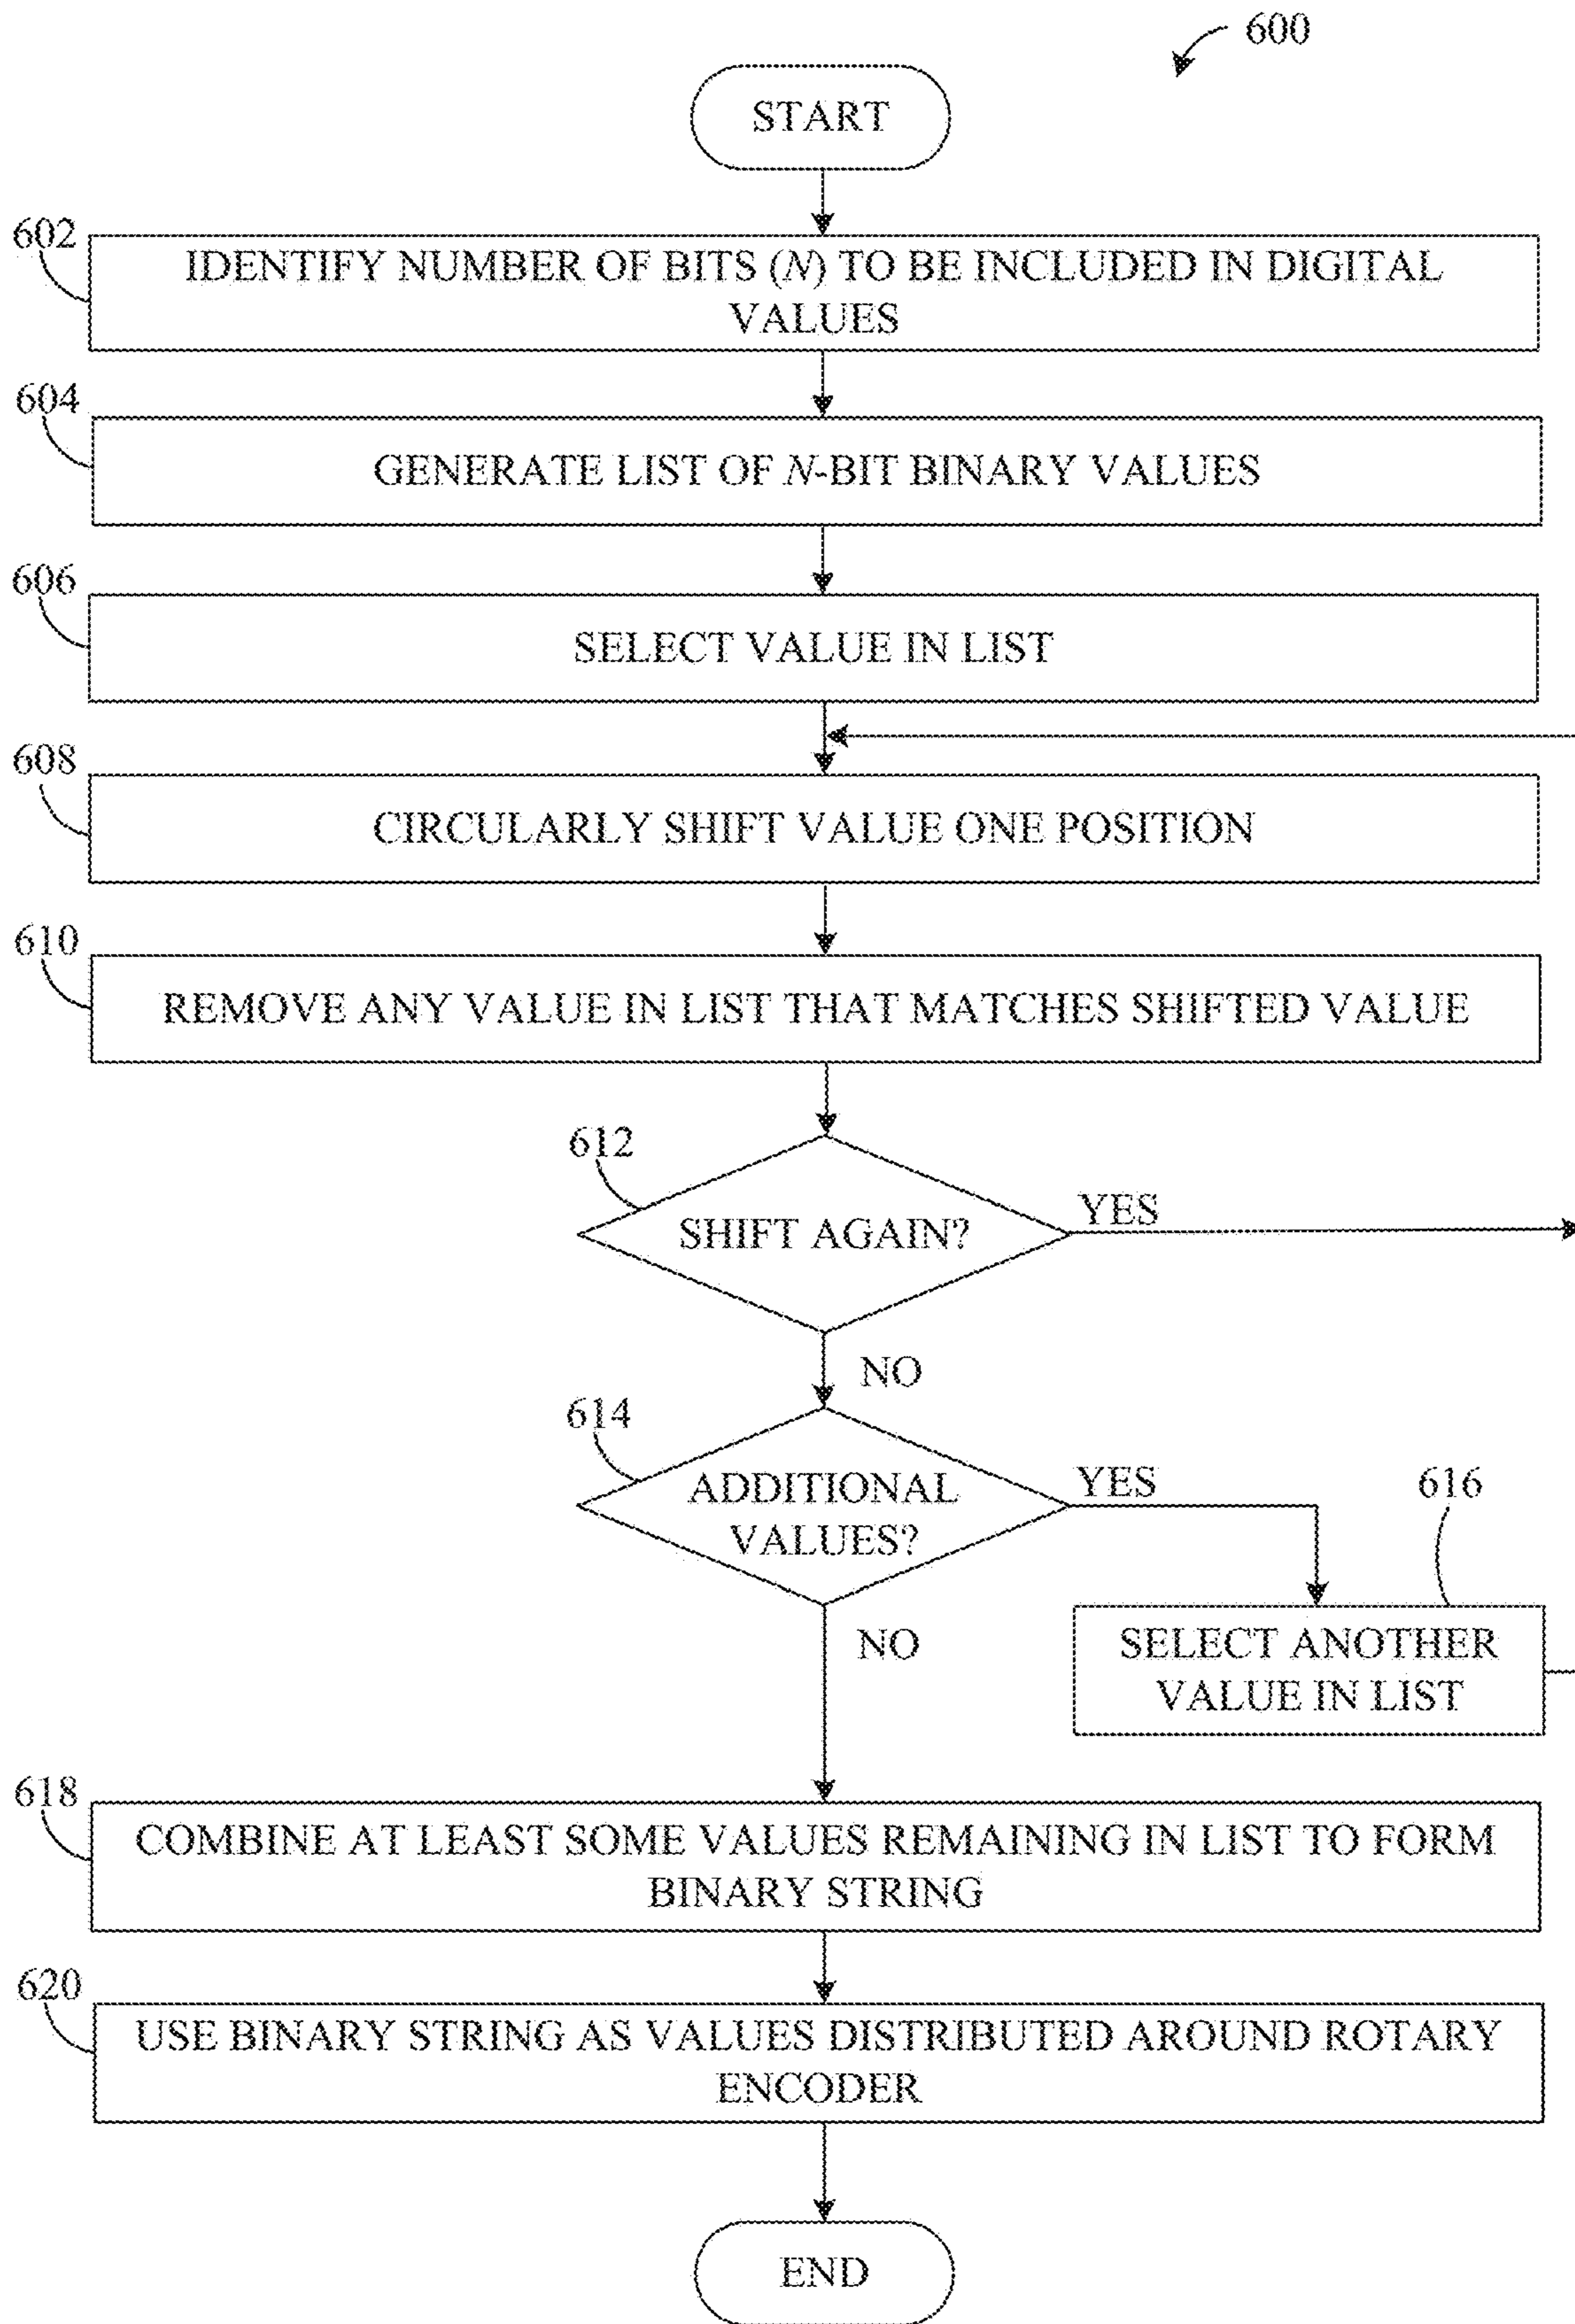 600
START
602
IDENTIFY NUMBER OF BITS (N) TO BE INCLUDED IN DIGITAL
VALUES
604
GENERATE LIST OF N-BIT BINARY VALUES
606
SELECT VALUE IN LIST
608
CIRCULARLY SHIFT VALUE ONE POSITION
610
REMOVE ANY VALUE IN LIST THAT MATCHES SHIFTED VALUE
612
SHIFT AGAIN?
YES
NO
614
ADDITIONAL
VALUES?
YES
616
NO
SELECT ANOTHER
VALUE IN LIST
618
COMBINE AT LEAST SOME VALUES REMAINING IN LIST TO FORM
BINARY STRING
620
USE BINARY STRING AS VALUES DISTRIBUTED AROUND ROTARY
ENCODER
END